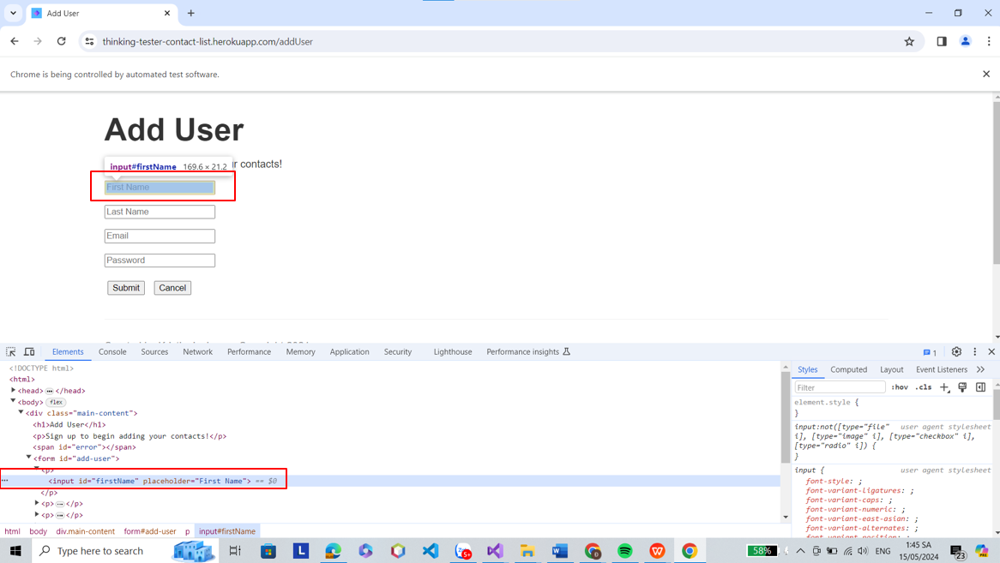 Add User
thinking-tester-contact-list.herokuapp.com/addUser
Chrome is being controlled by automated test software.
Add User
input#firstName 169.6 × 21.2
ur contacts!
First Name
Last Name
Email
Password
Submit Cancel
Elements Console Sources Network Performance Memory Application Security Lighthouse Performance insights 1
<!DOCTYPE html>
<html>
<head> ••• </head>
<body> flex
<div class="main-content">
<h1>Add User</h1>
<p>Sign up to begin adding your contacts!</p>
<span id="error"></span>
<form id="add-user">
<p>
••• <input id="firstName" placeholder="First Name"> == $0
</p>
<p> ••• </p>
<p> ••• </p>
html body div.main-content form#add-user p input#firstName
Styles Computed Layout Event Listeners
Filter :hov .cls
element.style {
}
input:not([type="file" user agent stylesheet
i], [type="image" i], [type="checkbox" i],
[type="radio" i]) {
}
input { user agent stylesheet
font-style: ;
font-variant-ligatures: ;
font-variant-caps: ;
font-variant-numeric: ;
font-variant-east-asian: ;
font-variant-alternates: ;
font-variant-position: ;
Type here to search
5+
58%
ENG
1:45 SA
15/05/2024
23